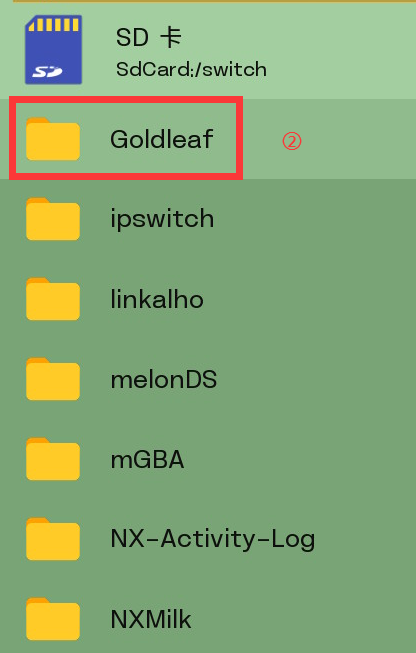 SD 卡
SdCard:/switch
SD
Goldleaf ②
ipswitch
linkalho
melonDS
mGBA
NX-Activity-Log
NXMilk